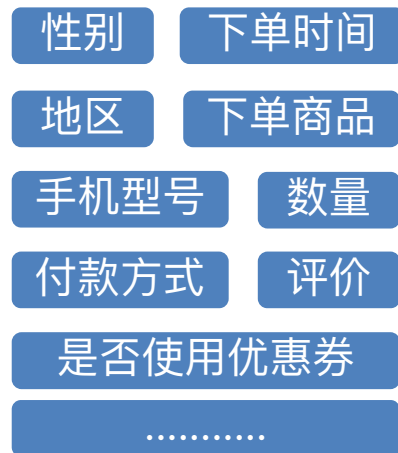 性别 下单时间
地区 下单商品
手机型号 数量
付款方式 评价
是否使用优惠券
...........